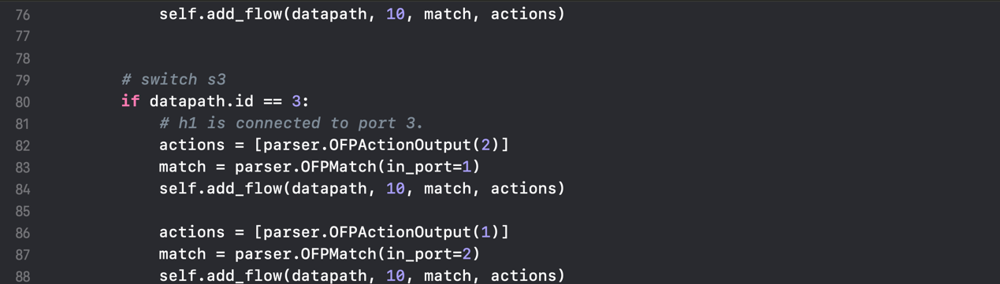 76 self.add_flow(datapath, 10, match, actions)
77
78
79 # switch s3
80 if datapath.id == 3:
81 # h1 is connected to port 3.
82 actions = [parser.OFPActionOutput(2)]
83 match = parser.OFPMatch(in_port=1)
84 self.add_flow(datapath, 10, match, actions)
85
86 actions = [parser.OFPActionOutput(1)]
87 match = parser.OFPMatch(in_port=2)
88 self.add_flow(datapath, 10, match, actions)